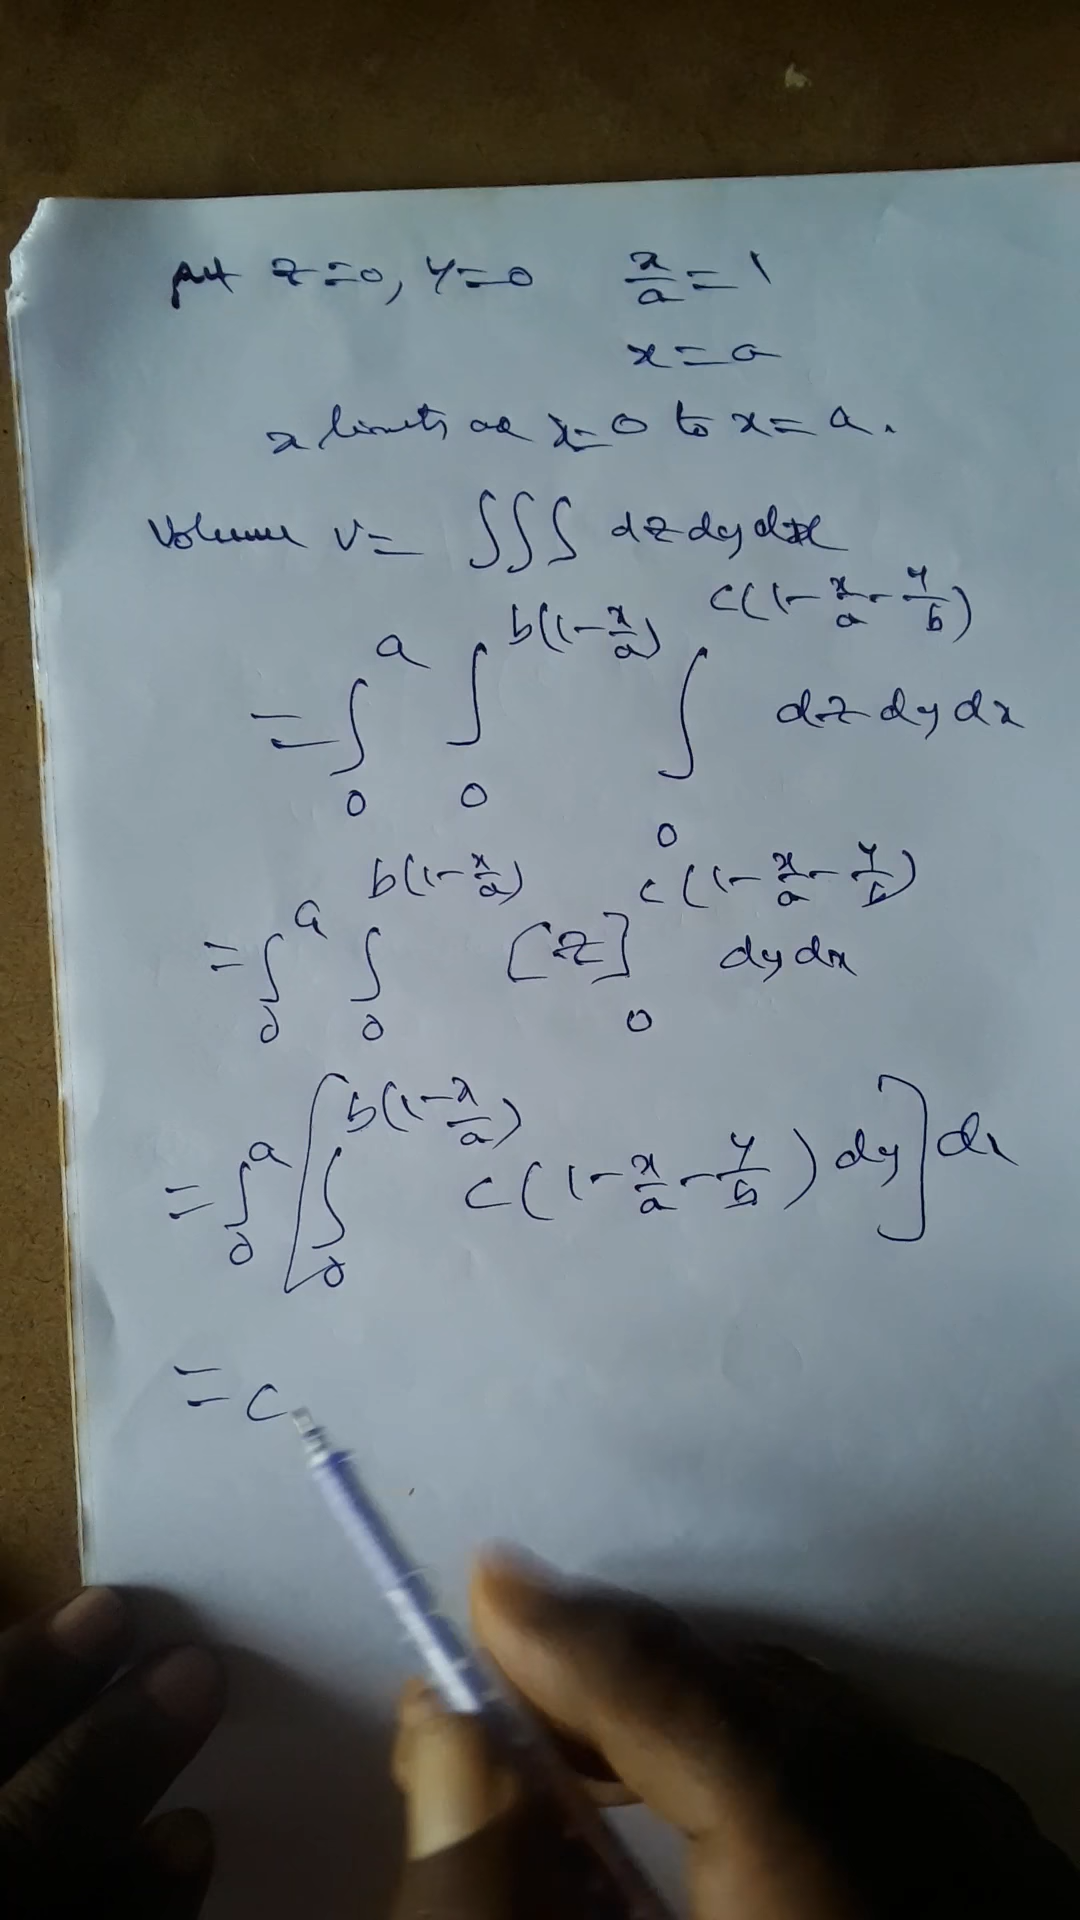 put z=0, y=0 x/a = 1
x=a
x limits are x=0 to x=a.
Volume V= ∫∫∫ dz dy dx
= ∫₀^a ∫₀^{b(1-x/a)} ∫₀^{c(1-x/a-y/b)} dz dy dx
= ∫₀^a ∫₀^{b(1-x/a)} [z]₀^{c(1-x/a-y/b)} dy dx
= ∫₀^a [∫₀^{b(1-x/a)} c(1-x/a-y/b) dy] dx
= c